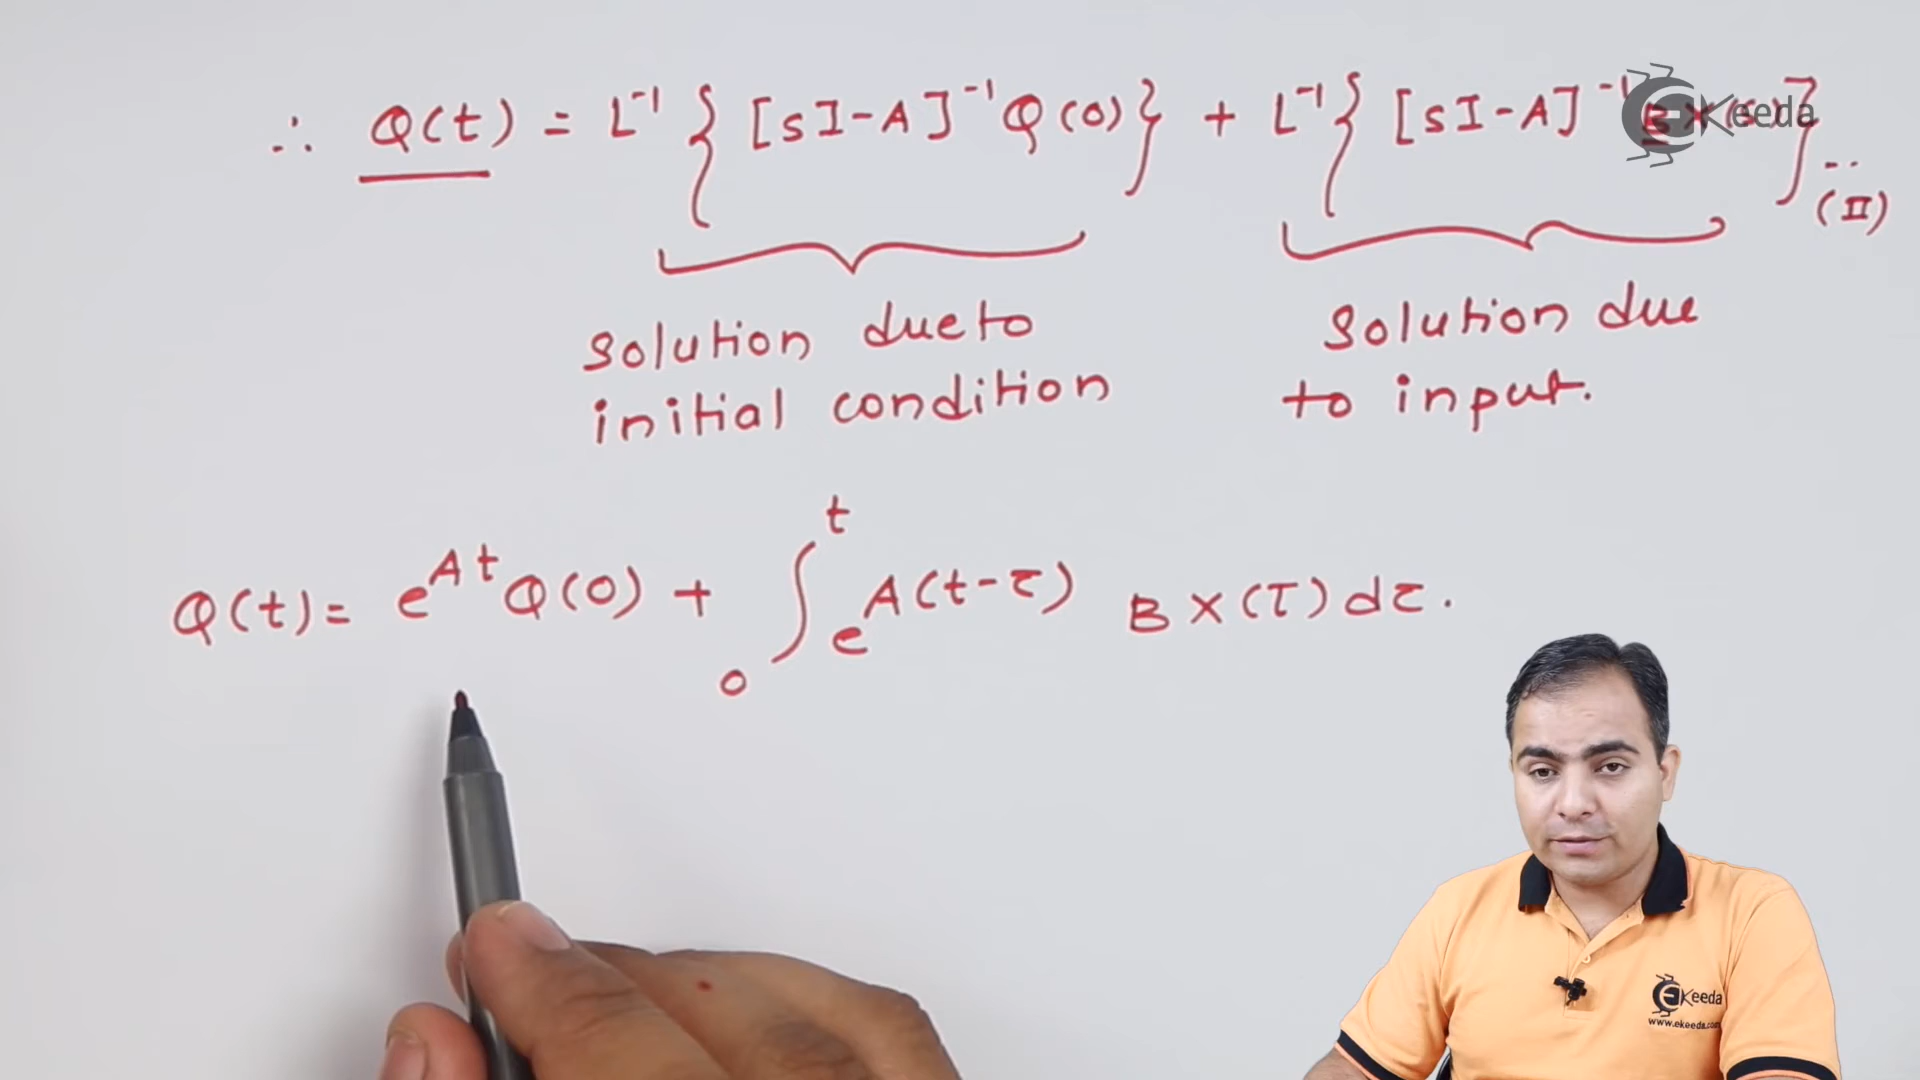 ∴ Q(t) = L⁻¹ { [sI-A]⁻¹ Q(0) } + L⁻¹ { [sI-A]⁻¹ B X(s) } ... (II)
Solution due to
initial condition
Solution due
to input.
Q(t) = e^{At} Q(0) + ∫₀ᵗ e^{A(t-τ)} B X(τ) dτ.
EKeeda
EKeeda
www.ekeeda.com